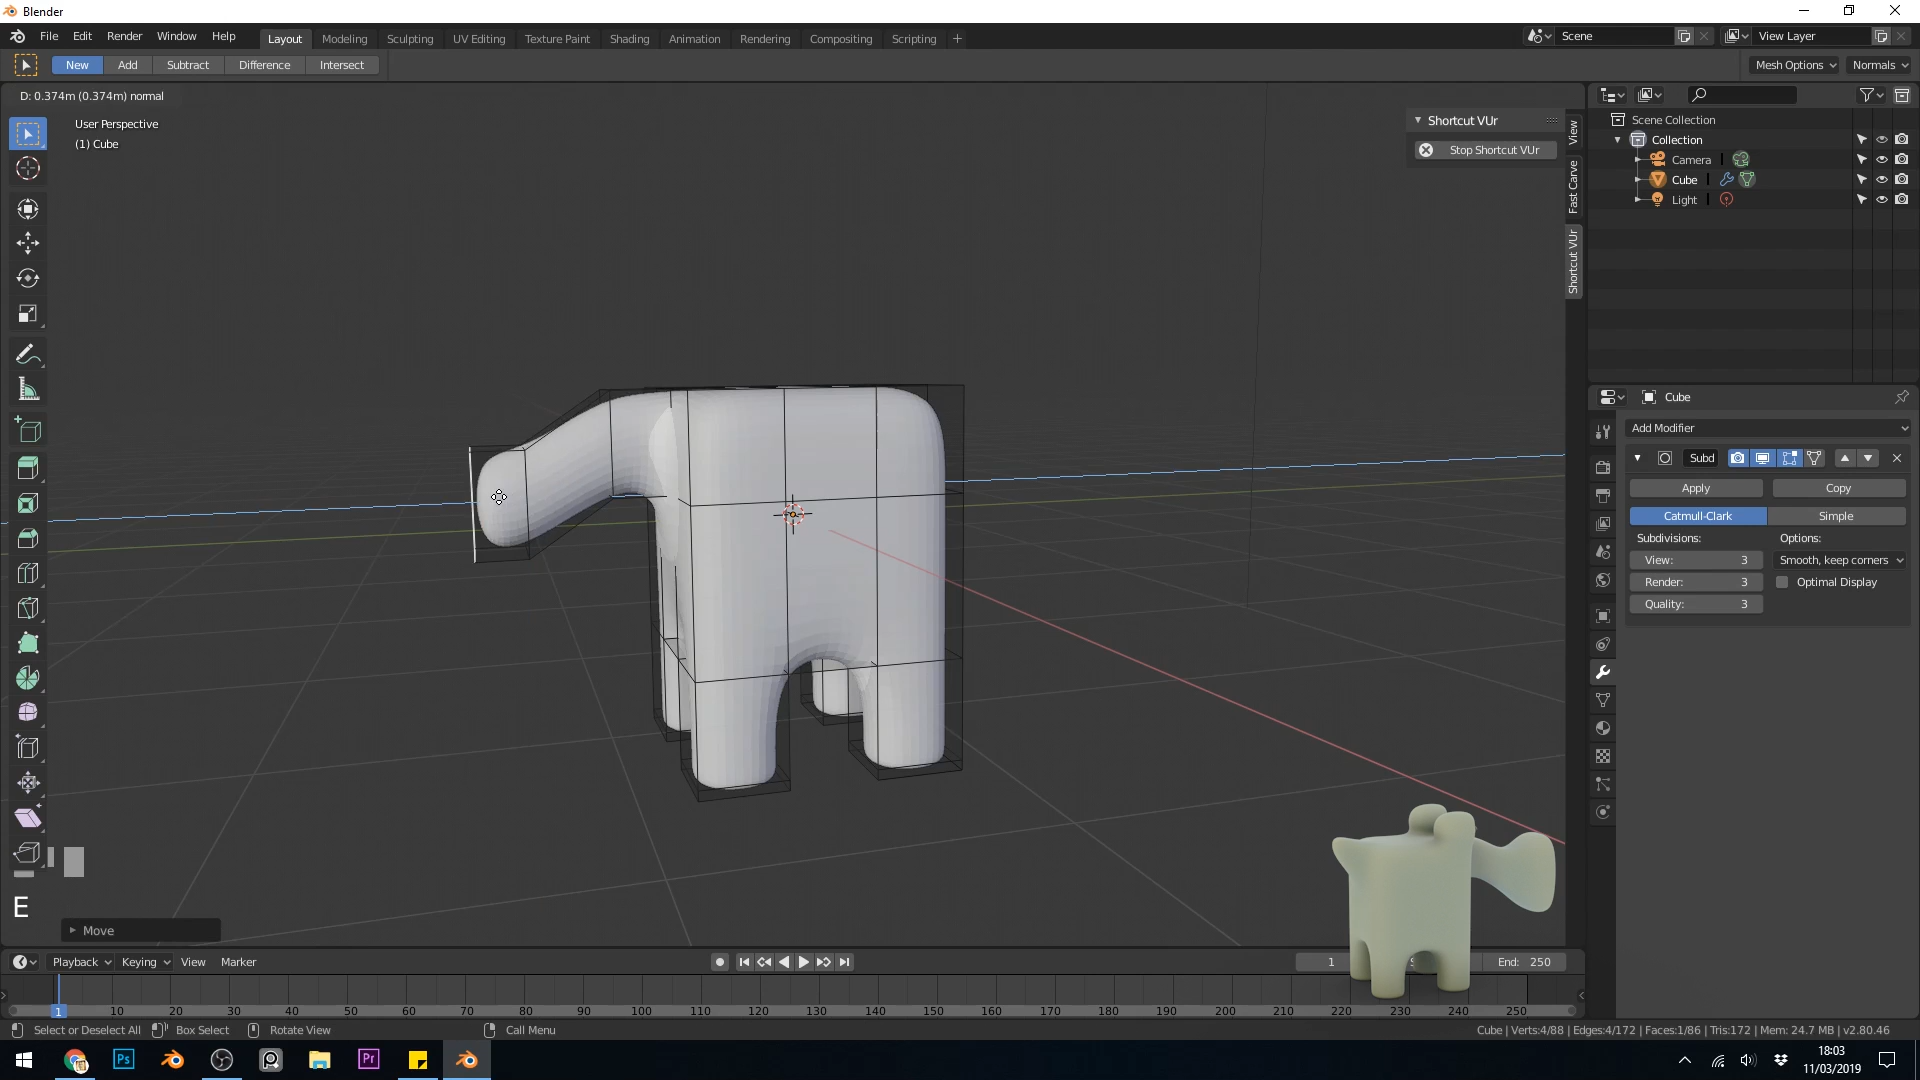 Blender
File Edit Render Window Help Layout Modeling Sculpting UV Editing Texture Paint Shading Animation Rendering Compositing Scripting + Scene View Layer
New Add Subtract Difference Intersect Mesh Options Normals
D: 0.374m (0.374m) normal
User Perspective
(1) Cube
Shortcut VUr
Stop Shortcut VUr
View
Fast Carve
Shortcut VUr
Scene Collection
Collection
Camera
Cube
Light
Cube
Add Modifier
Subd
Apply Copy
Catmull-Clark Simple
Subdivisions: Options:
View: 3 Smooth, keep corners
Render: 3 Optimal Display
Quality: 3
E
Move
Playback Keying View Marker 1 End: 250
1 10 20 30 40 50 60 70 80 90 100 110 120 130 140 150 160 170 180 190 200 210 220 230 240 250
Select or Deselect All Box Select Rotate View Call Menu Cube | Verts:4/88 | Edges:4/172 | Faces:1/86 | Tris:172 | Mem: 24.7 MB | v2.80.46
Ps Pr
18:03
11/03/2019